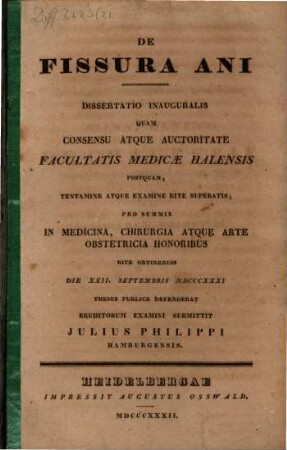 DE
FISSURA ANI
DISSERTATIO INAUGURALIS
QUAM
CONSENSU ATQUE AUCTORITATE
FACULTATIS MEDICÆ HALENSIS
POSTQUAM,
TENTAMINE ATQUE EXAMINE RITE SUPERATIS,
PRO SUMMIS
IN MEDICINA, CHIRURGIA ATQUE ARTE
OBSTETRICIA HONORIBUS
RITE OBTINENDIS
DIE XXII. SEPTEMBRIS MDCCCXXXI
THESES PUBLICE DEFENDEBAT
ERUDITORUM EXAMINI SUBMITTIT
JULIUS PHILIPPI
HAMBURGENSIS.
HEIDELBERGAE
IMPRESSIT AUGUSTUS OSSWALD.
MDCCCXXXII.